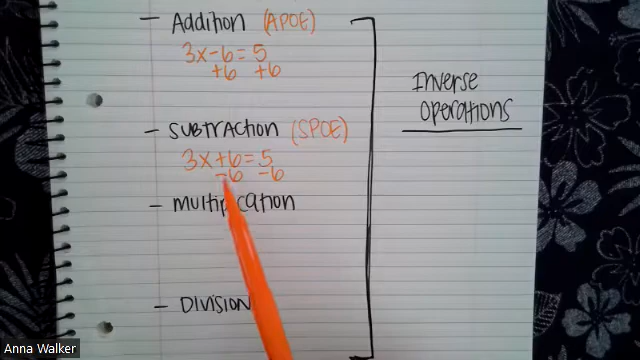 - Addition (APOE)
3x-6=5
+6 +6
Inverse
Operations
- Subtraction (SPOE)
3x+6=5
-6 -6
- Multiplication
- Division
Anna Walker